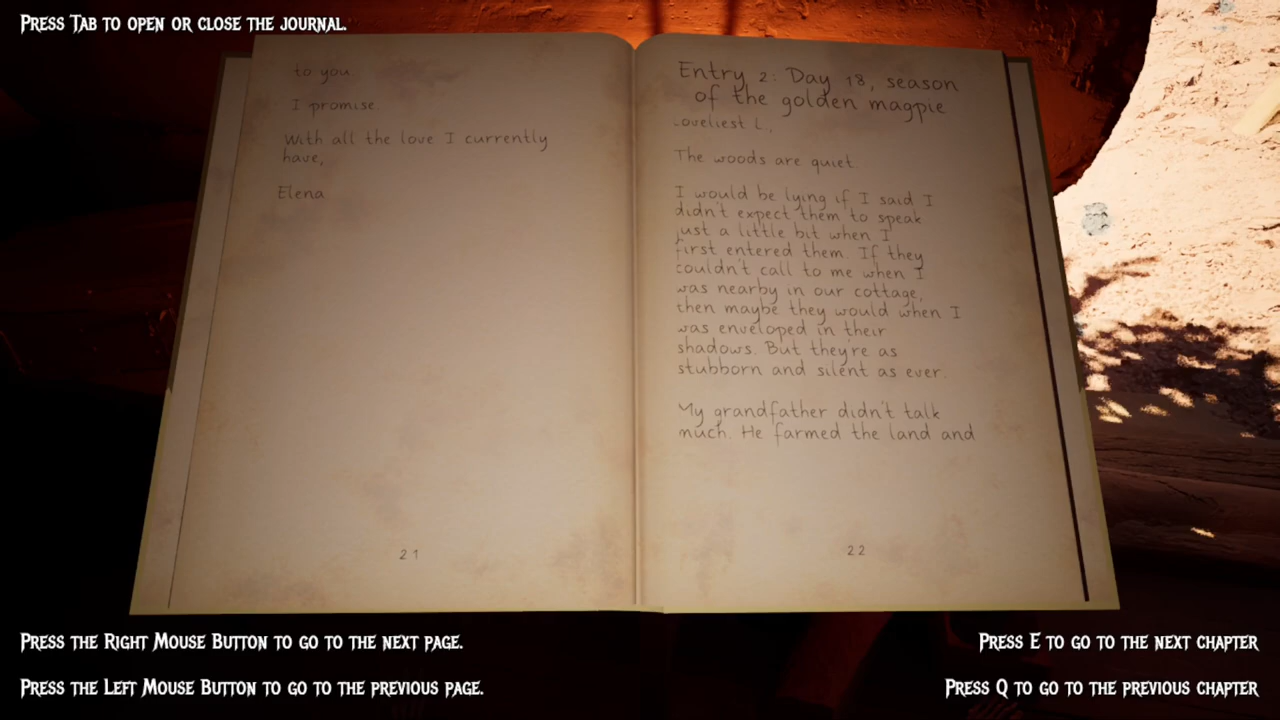 Press Tab to open or close the journal.
to you.
I promise.
With all the love I currently
have,
Elena
21
Entry 2: Day 18, season
of the golden magpie
Loveliest L.,
The woods are quiet.
I would be lying if I said I
didn't expect them to speak
just a little bit when I
first entered them. If they
couldn't call to me when I
was nearby in our cottage,
then maybe they would when I
was enveloped in their
shadows. But they're as
stubborn and silent as ever.
My grandfather didn't talk
much. He farmed the land and
22
Press the Right Mouse Button to go to the next page.
Press the Left Mouse Button to go to the previous page.
Press E to go to the next chapter
Press Q to go to the previous chapter